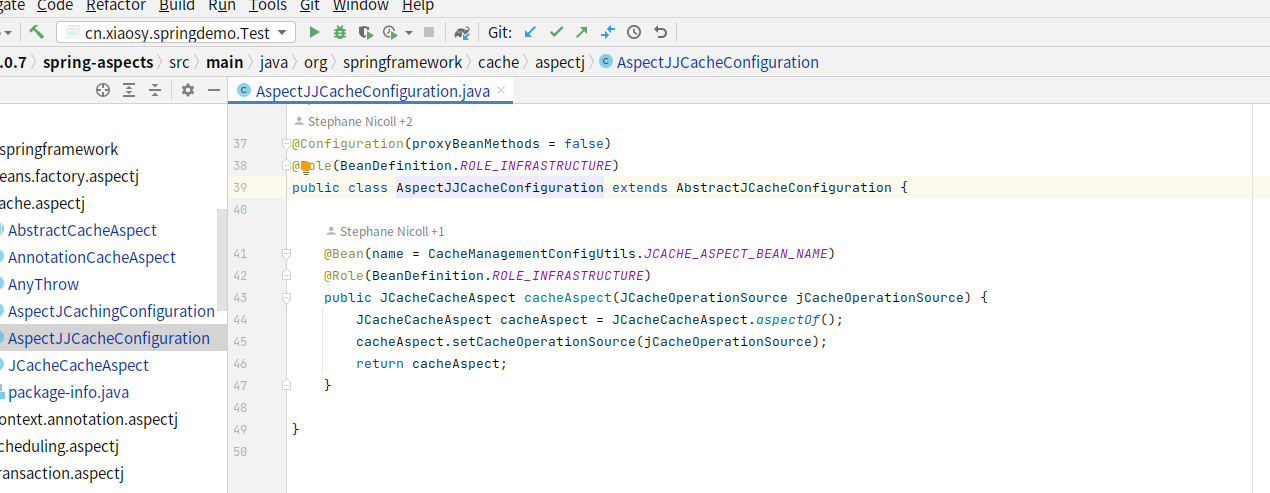 gate Code Refactor Build Run Tools Git Window Help
cn.xiaosy.springdemo.Test Git:
.0.7 spring-aspects src main java org springframework cache aspectj AspectJJCacheConfiguration
AspectJJCacheConfiguration.java
springframework
eans.factory.aspectj
ache.aspectj
AbstractCacheAspect
AnnotationCacheAspect
AnyThrow
AspectJCachingConfiguration
AspectJJCacheConfiguration
JCacheCacheAspect
package-info.java
ontext.annotation.aspectj
cheduling.aspectj
ransaction.aspectj
Stephane Nicoll +2
37 @Configuration(proxyBeanMethods = false)
38 @Role(BeanDefinition.ROLE_INFRASTRUCTURE)
39 public class AspectJJCacheConfiguration extends AbstractJCacheConfiguration {
40
Stephane Nicoll +1
41 @Bean(name = CacheManagementConfigUtils.JCACHE_ASPECT_BEAN_NAME)
42 @Role(BeanDefinition.ROLE_INFRASTRUCTURE)
43 public JCacheCacheAspect cacheAspect(JCacheOperationSource jCacheOperationSource) {
44 JCacheCacheAspect cacheAspect = JCacheCacheAspect.aspectOf();
45 cacheAspect.setCacheOperationSource(jCacheOperationSource);
46 return cacheAspect;
47 }
48
49 }
50